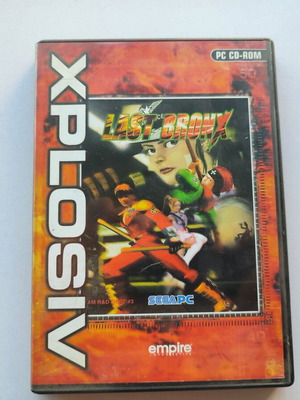 PC CD-ROM
XPLOSIV
LAST BRONX
SEGA PC
empire